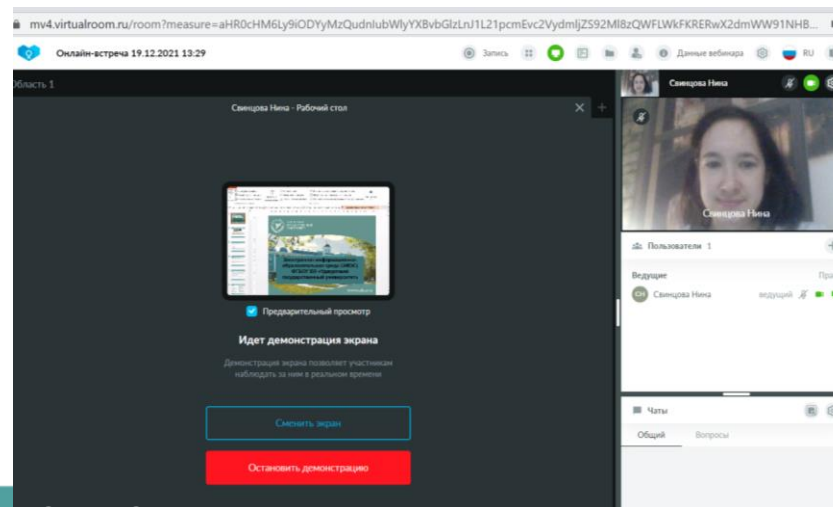 mv4.virtualroom.ru/room?measure=aHR0cHM6Ly9iODYyMzQudnIubWlyYXBvbGlzLnJ1L21pcmEvc2VydmljZS92Ml8zQWFLWkFKRERwX2dmWW91NHB...
Онлайн-встреча 19.12.2021 13:29
Запись
Данные вебинара
RU
Область 1
Свинцова Нина - Рабочий стол
Предварительный просмотр
Идет демонстрация экрана
Демонстрация экрана позволяет участникам
наблюдать за ним в реальном времени
Сменить экран
Остановить демонстрацию
Свинцова Нина
Свинцова Нина
Пользователи 1
Ведущие
СН Свинцова Нина ведущий
Чаты
Общий Вопросы